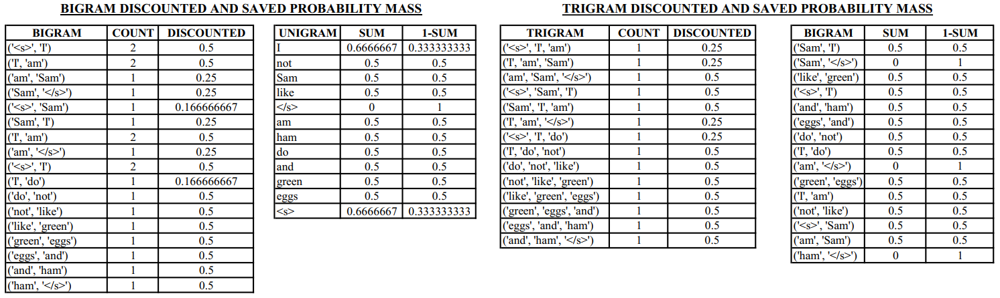 BIGRAM DISCOUNTED AND SAVED PROBABILITY MASS
BIGRAM COUNT DISCOUNTED
('<s>', 'I') 2 0.5
('I', 'am') 2 0.5
('am', 'Sam') 1 0.25
('Sam', '</s>') 1 0.25
('<s>', 'Sam') 1 0.166666667
('Sam', 'I') 1 0.25
('I', 'am') 2 0.5
('am', '</s>') 1 0.25
('<s>', 'I') 2 0.5
('I', 'do') 1 0.166666667
('do', 'not') 1 0.5
('not', 'like') 1 0.5
('like', 'green') 1 0.5
('green', 'eggs') 1 0.5
('eggs', 'and') 1 0.5
('and', 'ham') 1 0.5
('ham', '</s>') 1 0.5
UNIGRAM SUM 1-SUM
I 0.6666667 0.333333333
not 0.5 0.5
Sam 0.5 0.5
like 0.5 0.5
</s> 0 1
am 0.5 0.5
ham 0.5 0.5
do 0.5 0.5
and 0.5 0.5
green 0.5 0.5
eggs 0.5 0.5
<s> 0.6666667 0.333333333
TRIGRAM DISCOUNTED AND SAVED PROBABILITY MASS
TRIGRAM COUNT DISCOUNTED
('<s>', 'I', 'am') 1 0.25
('I', 'am', 'Sam') 1 0.25
('am', 'Sam', '</s>') 1 0.5
('<s>', 'Sam', 'I') 1 0.5
('Sam', 'I', 'am') 1 0.5
('I', 'am', '</s>') 1 0.25
('<s>', 'I', 'do') 1 0.25
('I', 'do', 'not') 1 0.5
('do', 'not', 'like') 1 0.5
('not', 'like', 'green') 1 0.5
('like', 'green', 'eggs') 1 0.5
('green', 'eggs', 'and') 1 0.5
('eggs', 'and', 'ham') 1 0.5
('and', 'ham', '</s>') 1 0.5
BIGRAM SUM 1-SUM
('Sam', 'I') 0.5 0.5
('Sam', '</s>') 0 1
('like', 'green') 0.5 0.5
('<s>', 'I') 0.5 0.5
('and', 'ham') 0.5 0.5
('eggs', 'and') 0.5 0.5
('do', 'not') 0.5 0.5
('I', 'do') 0.5 0.5
('am', '</s>') 0 1
('green', 'eggs') 0.5 0.5
('I', 'am') 0.5 0.5
('not', 'like') 0.5 0.5
('<s>', 'Sam') 0.5 0.5
('am', 'Sam') 0.5 0.5
('ham', '</s>') 0 1